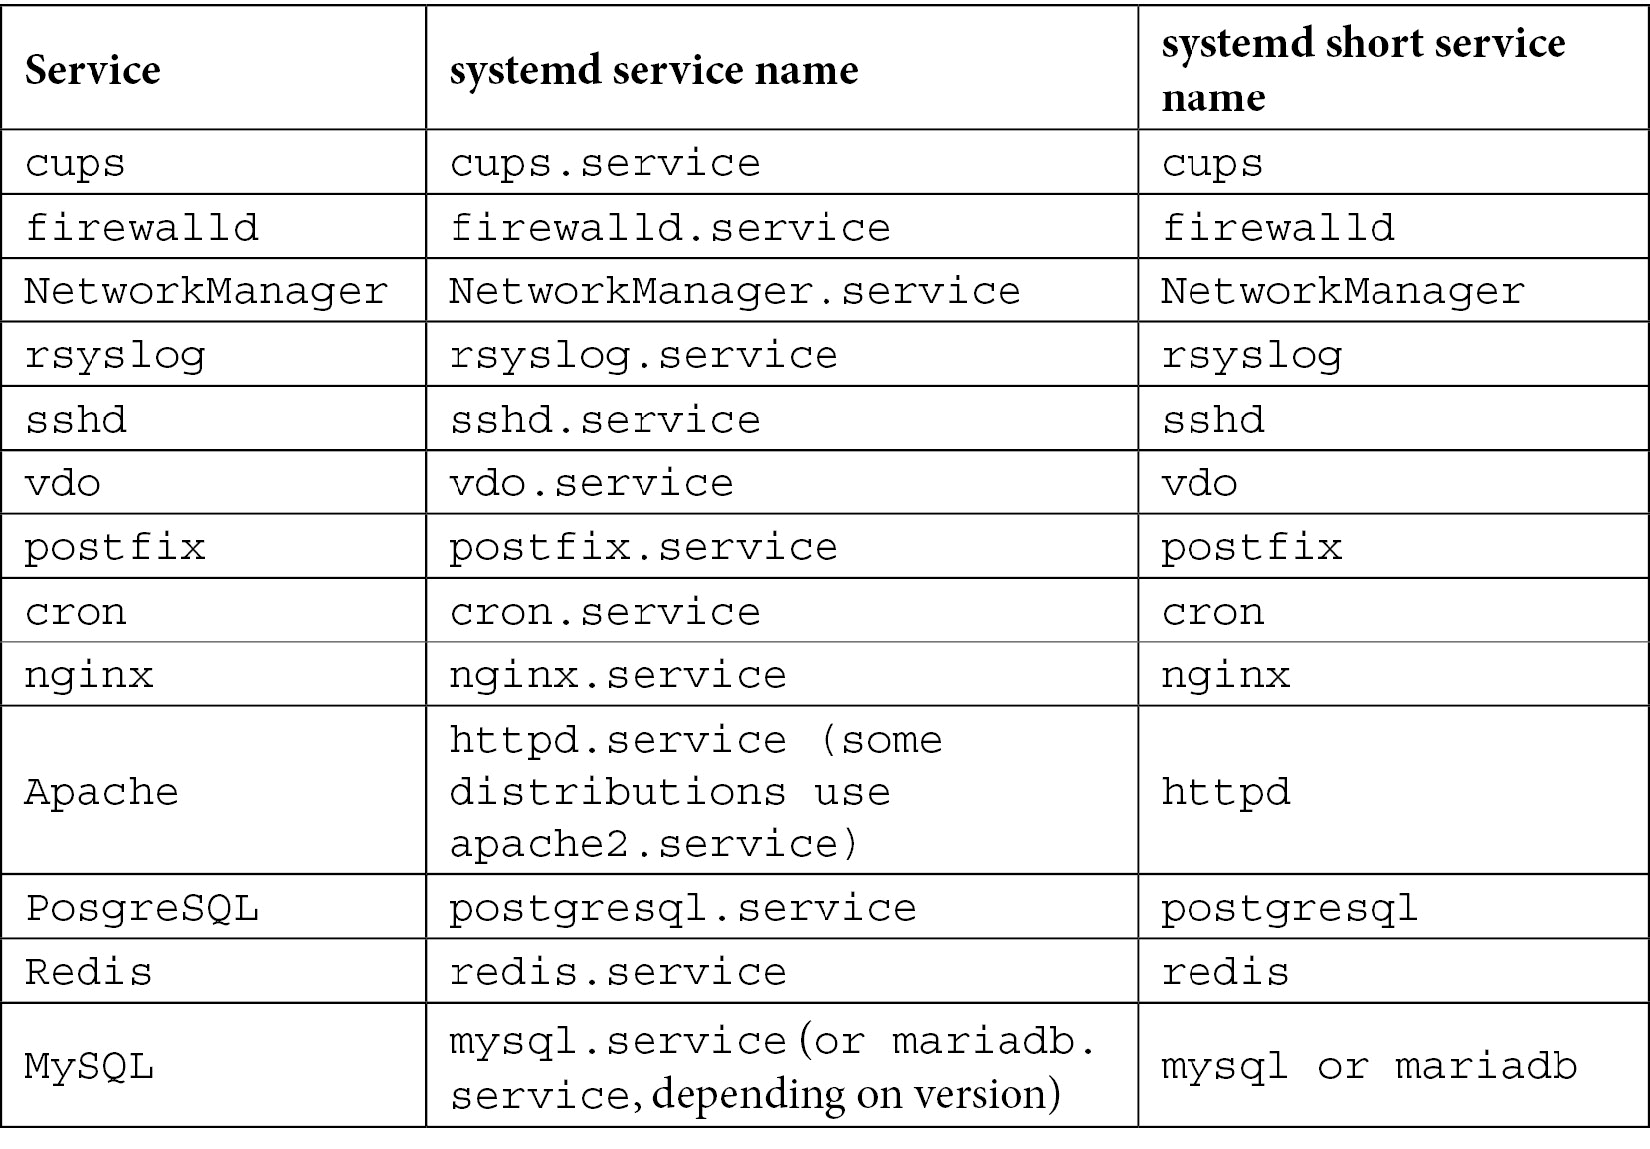 Service systemd service name systemd short service
name
cups cups.service cups
firewalld firewalld.service firewalld
NetworkManager NetworkManager.service NetworkManager
rsyslog rsyslog.service rsyslog
sshd sshd.service sshd
vdo vdo.service vdo
postfix postfix.service postfix
cron cron.service cron
nginx nginx.service nginx
Apache httpd.service (some
distributions use
apache2.service) httpd
PosgreSQL postgresql.service postgresql
Redis redis.service redis
MySQL mysql.service(or mariadb.
service, depending on version) mysql or mariadb